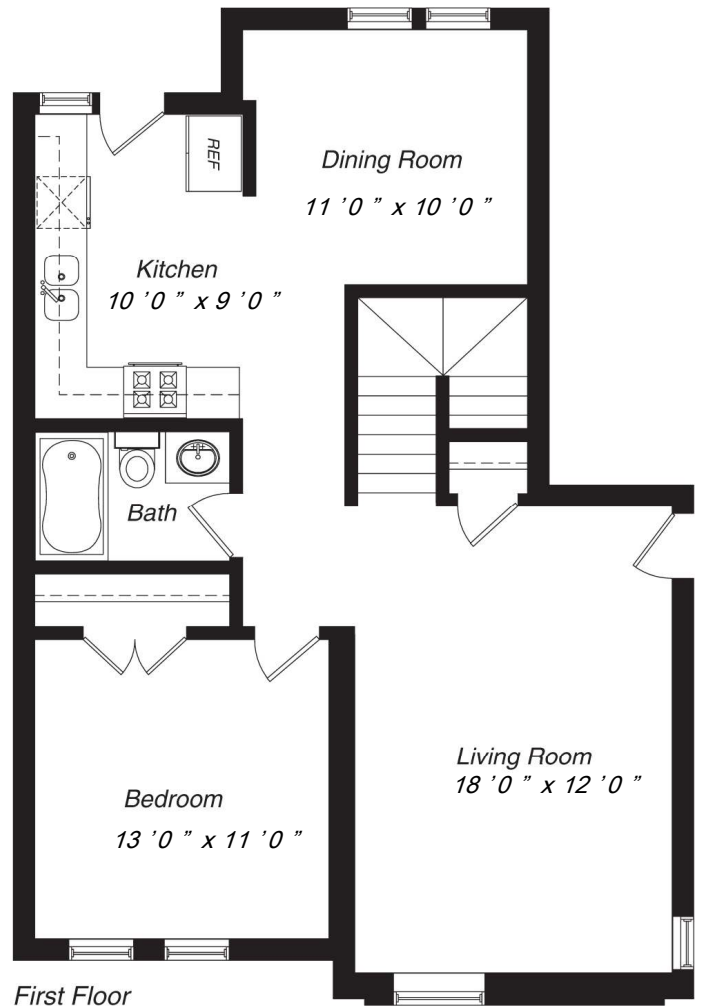 REF
Dining Room
11 '0 " x 10 '0 "
Kitchen
10 '0 " x 9 '0 "
Bath
Living Room
18 '0 " x 12 '0 "
Bedroom
13 '0 " x 11 '0 "
First Floor